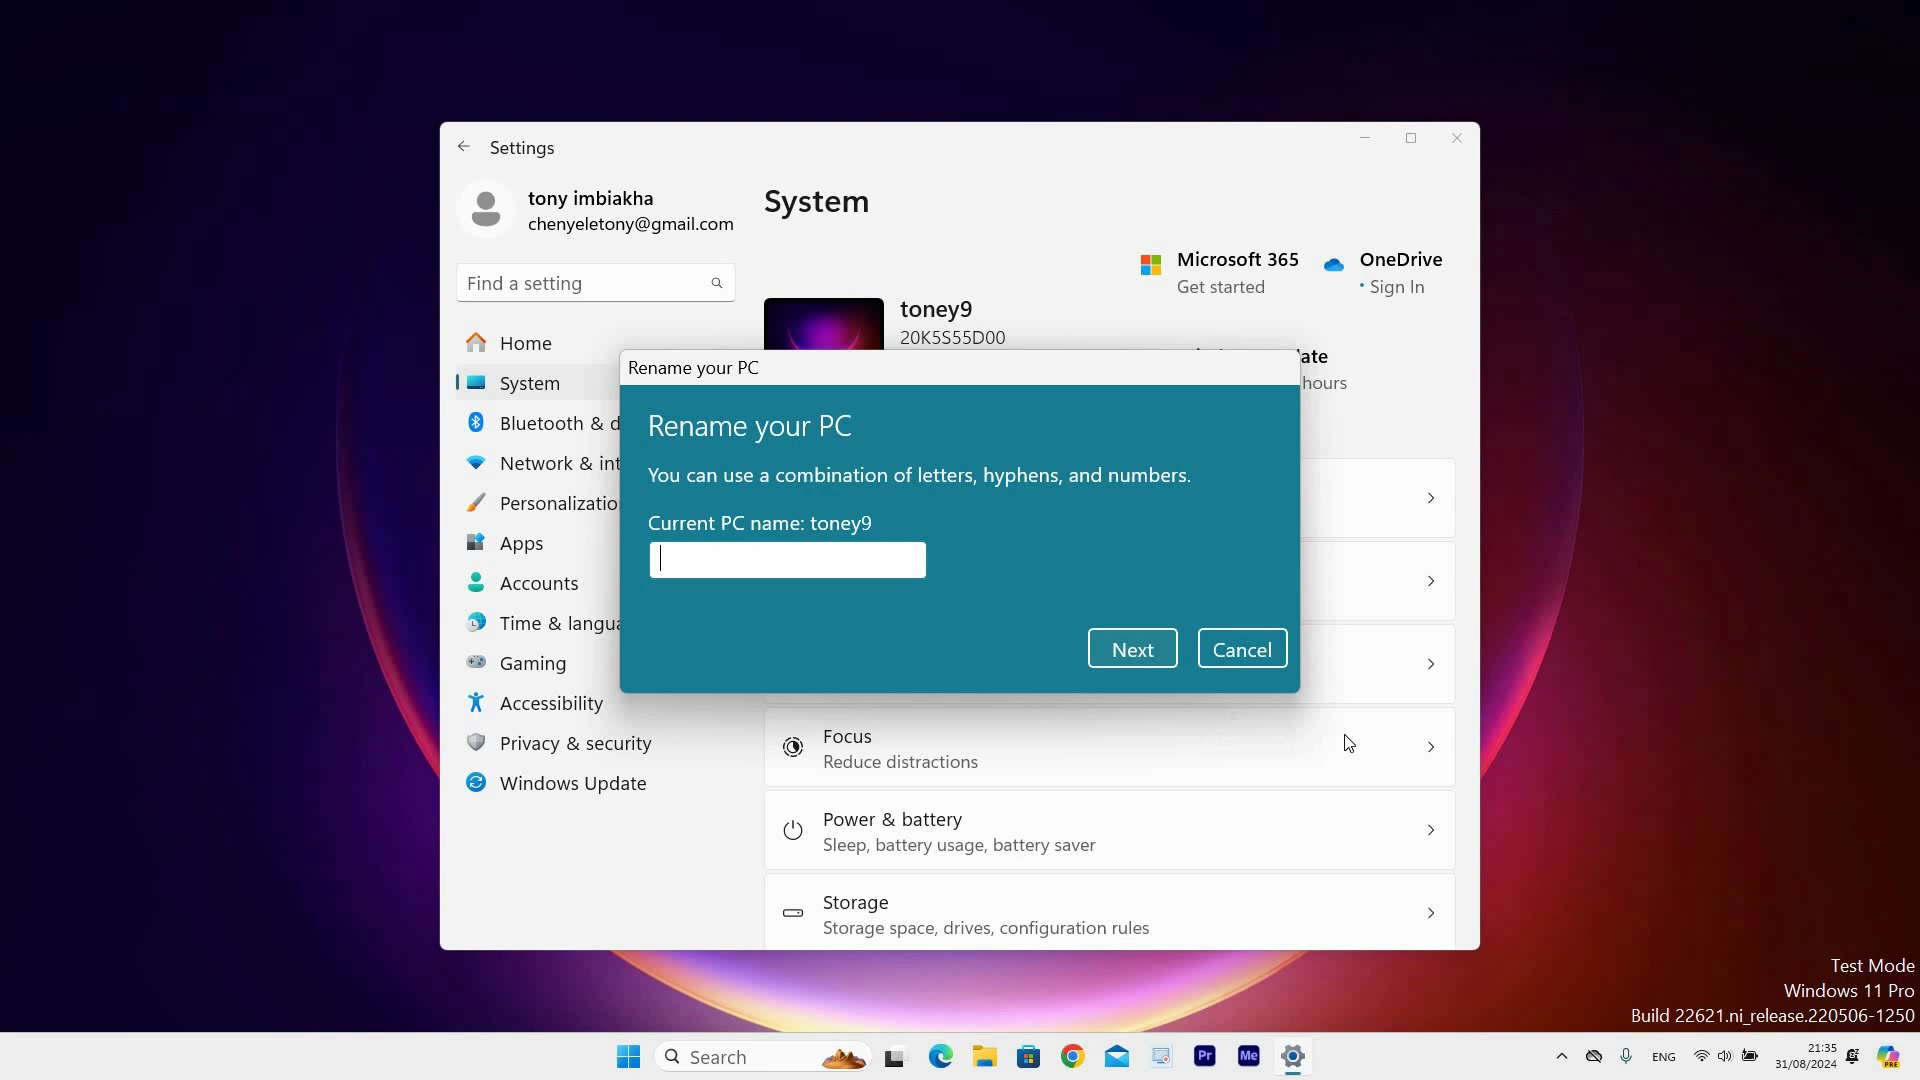 Settings
tony imbiakha
chenyeletony@gmail.com
Find a setting
Home
System
Bluetooth & d
Network & int
Personalizatio
Apps
Accounts
Time & langua
Gaming
Accessibility
Privacy & security
Windows Update
System
toney9
20K5S55D00
Microsoft 365
Get started
OneDrive
• Sign In
ate
hours
Rename your PC
Rename your PC
You can use a combination of letters, hyphens, and numbers.
Current PC name: toney9
Next
Cancel
Focus
Reduce distractions
Power & battery
Sleep, battery usage, battery saver
Storage
Storage space, drives, configuration rules
Test Mode
Windows 11 Pro
Build 22621.ni_release.220506-1250
Search
Pr
Me
ENG
21:35
31/08/2024
PRE